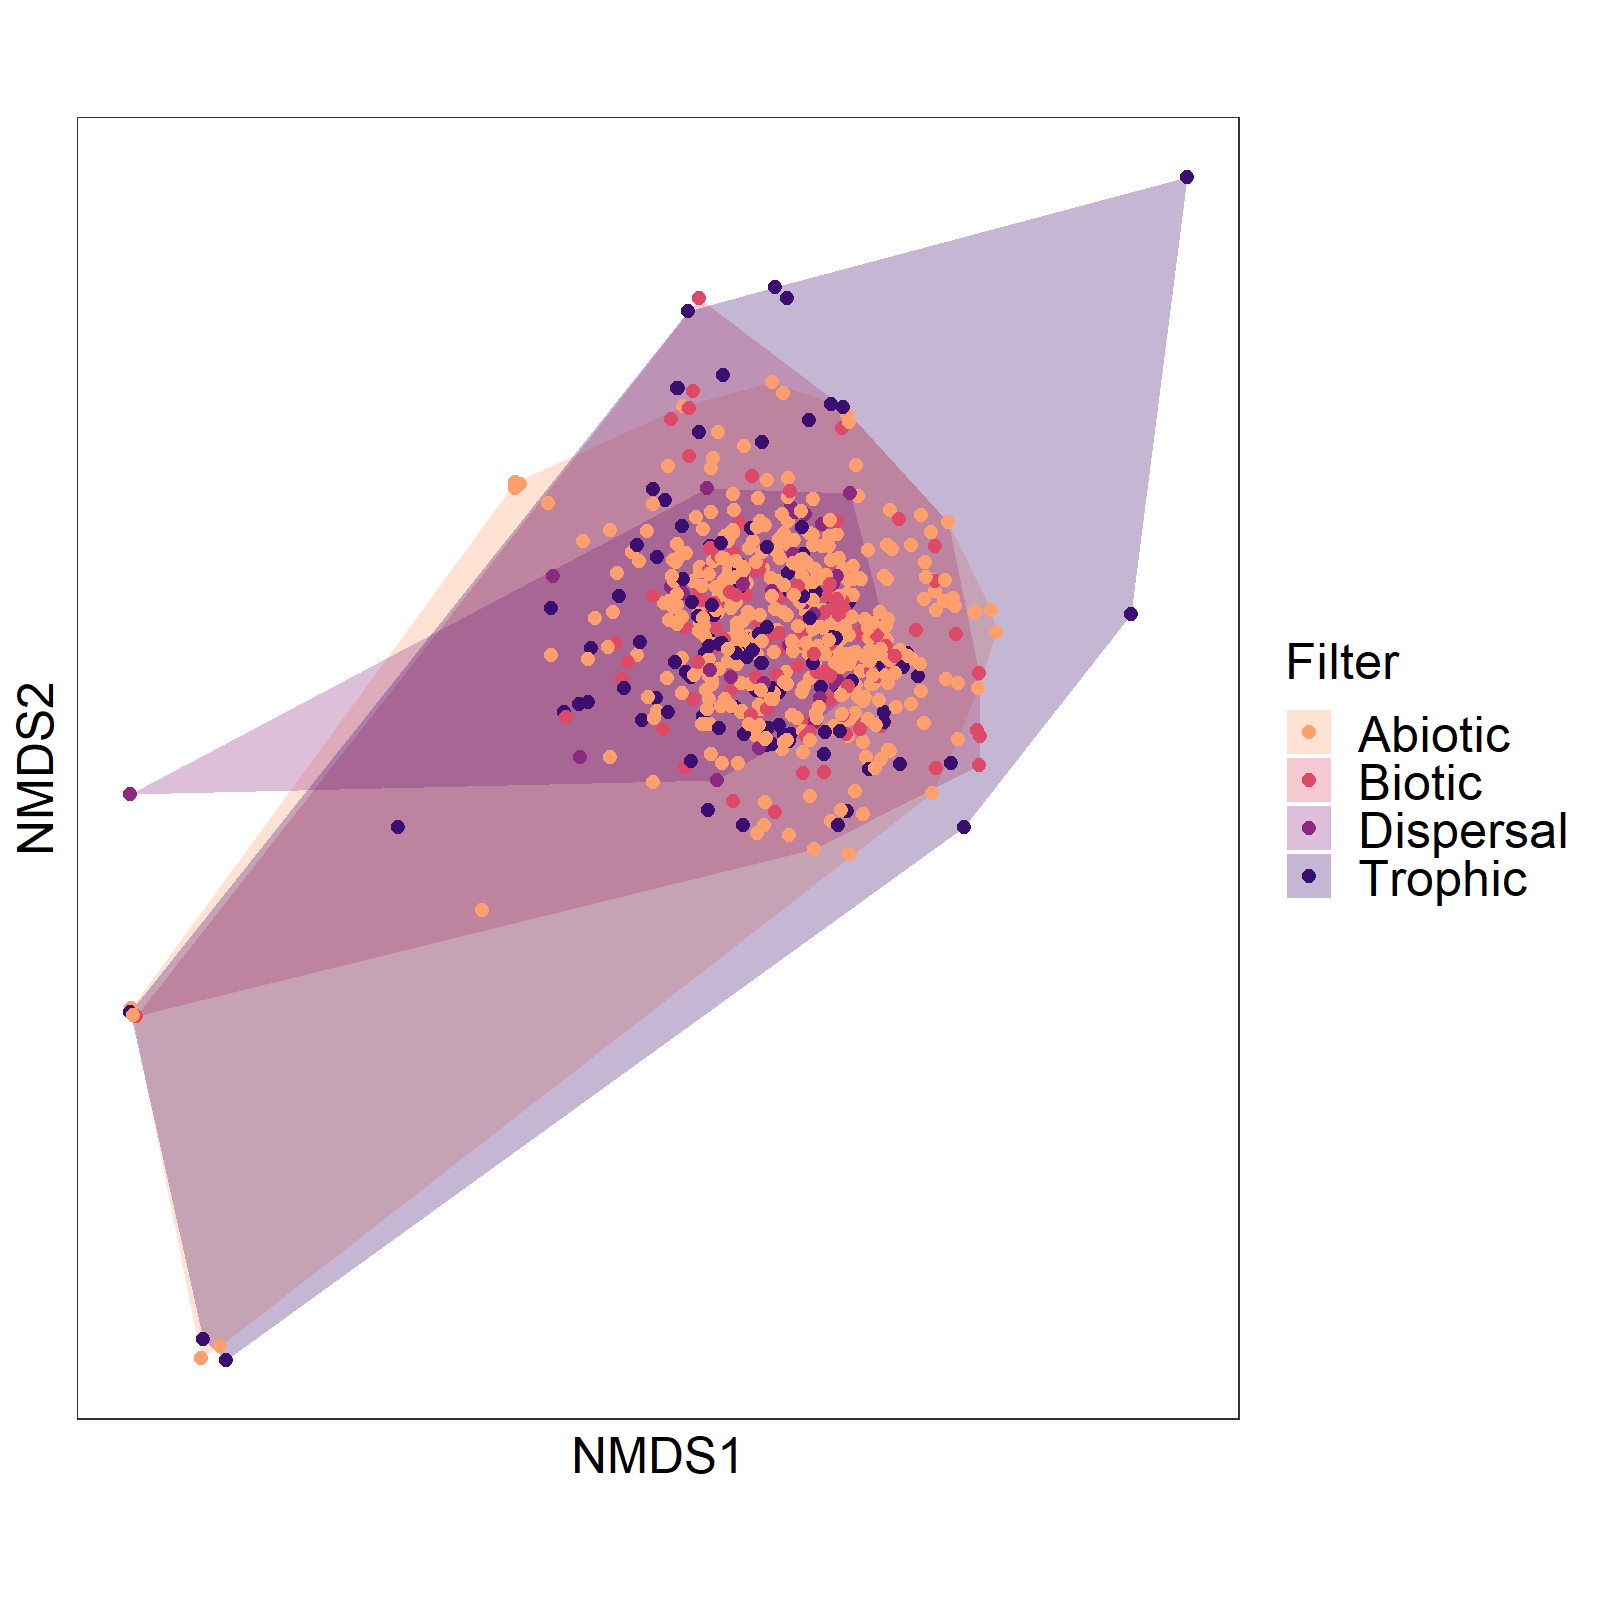 NMDS2
NMDS1
Filter
Abiotic
Biotic
Dispersal
Trophic